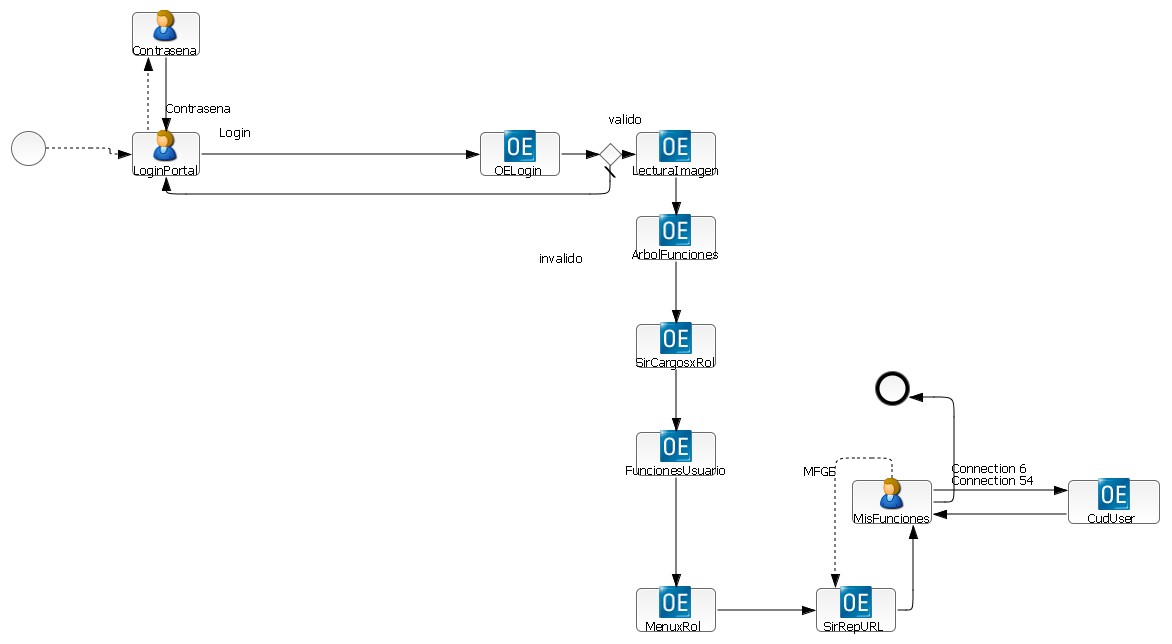 Contrasena
Contrasena
Login
valido
LoginPortal
OE
OELogin
OE
LecturaImagen
OE
ArbolFunciones
invalido
OE
SirCargosxRol
OE
FuncionesUsuario
MFGE
Connection 6
Connection 54
MisFunciones
OE
CudUser
OE
MenuxRol
OE
SirRepURL